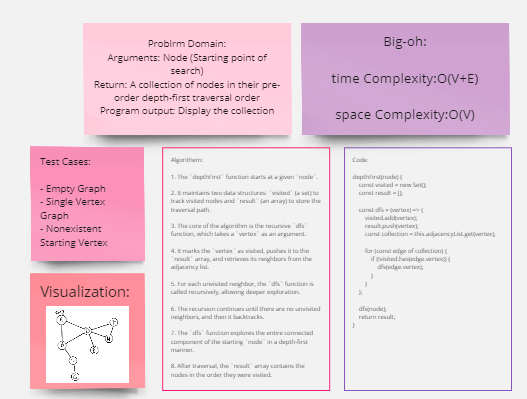 Problrm Domain:
Arguments: Node (Starting point of
search)
Return: A collection of nodes in their pre-
order depth-first traversal order
Program output: Display the collection
Big-oh:
time Complexity:O(V+E)
space Complexity:O(V)
Test Cases:
- Empty Graph
- Single Vertex
Graph
- Nonexistent
Starting Vertex
Visualization:
Algorithem:
1. The `depthFirst` function starts at a given `node`.
2. It maintains two data structures: `visited` (a set) to
track visited nodes and `result` (an array) to store the
traversal path.
3. The core of the algorithm is the recursive `dfs`
function, which takes a `vertex` as an argument.
4. It marks the `vertex` as visited, pushes it to the
`result` array, and retrieves its neighbors from the
adjacency list.
5. For each unvisited neighbor, the `dfs` function is
called recursively, allowing deeper exploration.
6. The recursion continues until there are no unvisited
neighbors, and then it backtracks.
7. The `dfs` function explores the entire connected
component of the starting `node` in a depth-first
manner.
8. After traversal, the `result` array contains the
nodes in the order they were visited.
Code:
depthFirst(node) {
const visited = new Set();
const result = [];
const dfs = (vertex) => {
visited.add(vertex);
result.push(vertex);
const collection = this.adjacencyList.get(vertex);
for (const edge of collection) {
if (!visited.has(edge.vertex)) {
dfs(edge.vertex);
}
}
};
dfs(node);
return result;
}